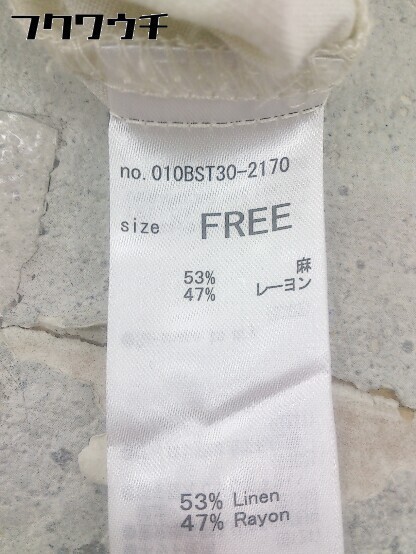 フクワウチ
no. 010BST30-2170
size FREE
53% 麻
47% レーヨン
53% Linen
47% Rayon